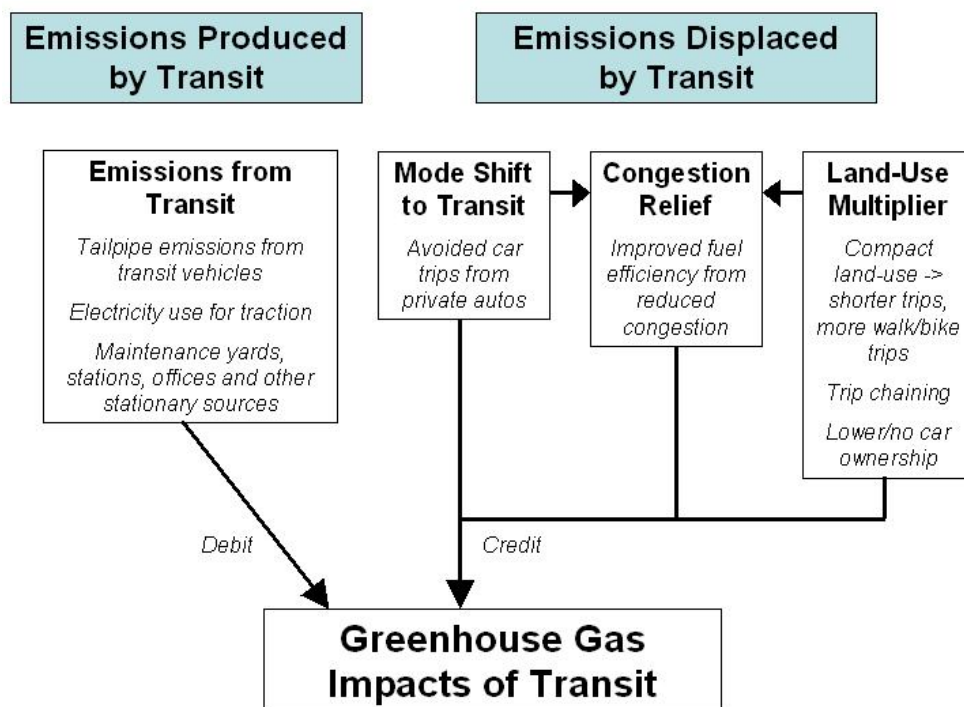 Emissions Produced
by Transit
Emissions Displaced
by Transit
Emissions from
Transit
Tailpipe emissions from
transit vehicles
Electricity use for traction
Maintenance yards,
stations, offices and other
stationary sources
Mode Shift
to Transit
Avoided car
trips from
private autos
Congestion
Relief
Improved fuel
efficiency from
reduced
congestion
Land-Use
Multiplier
Compact
land-use ->
shorter trips,
more walk/bike
trips
Trip chaining
Lower/no car
ownership
Debit
Credit
Greenhouse Gas
Impacts of Transit